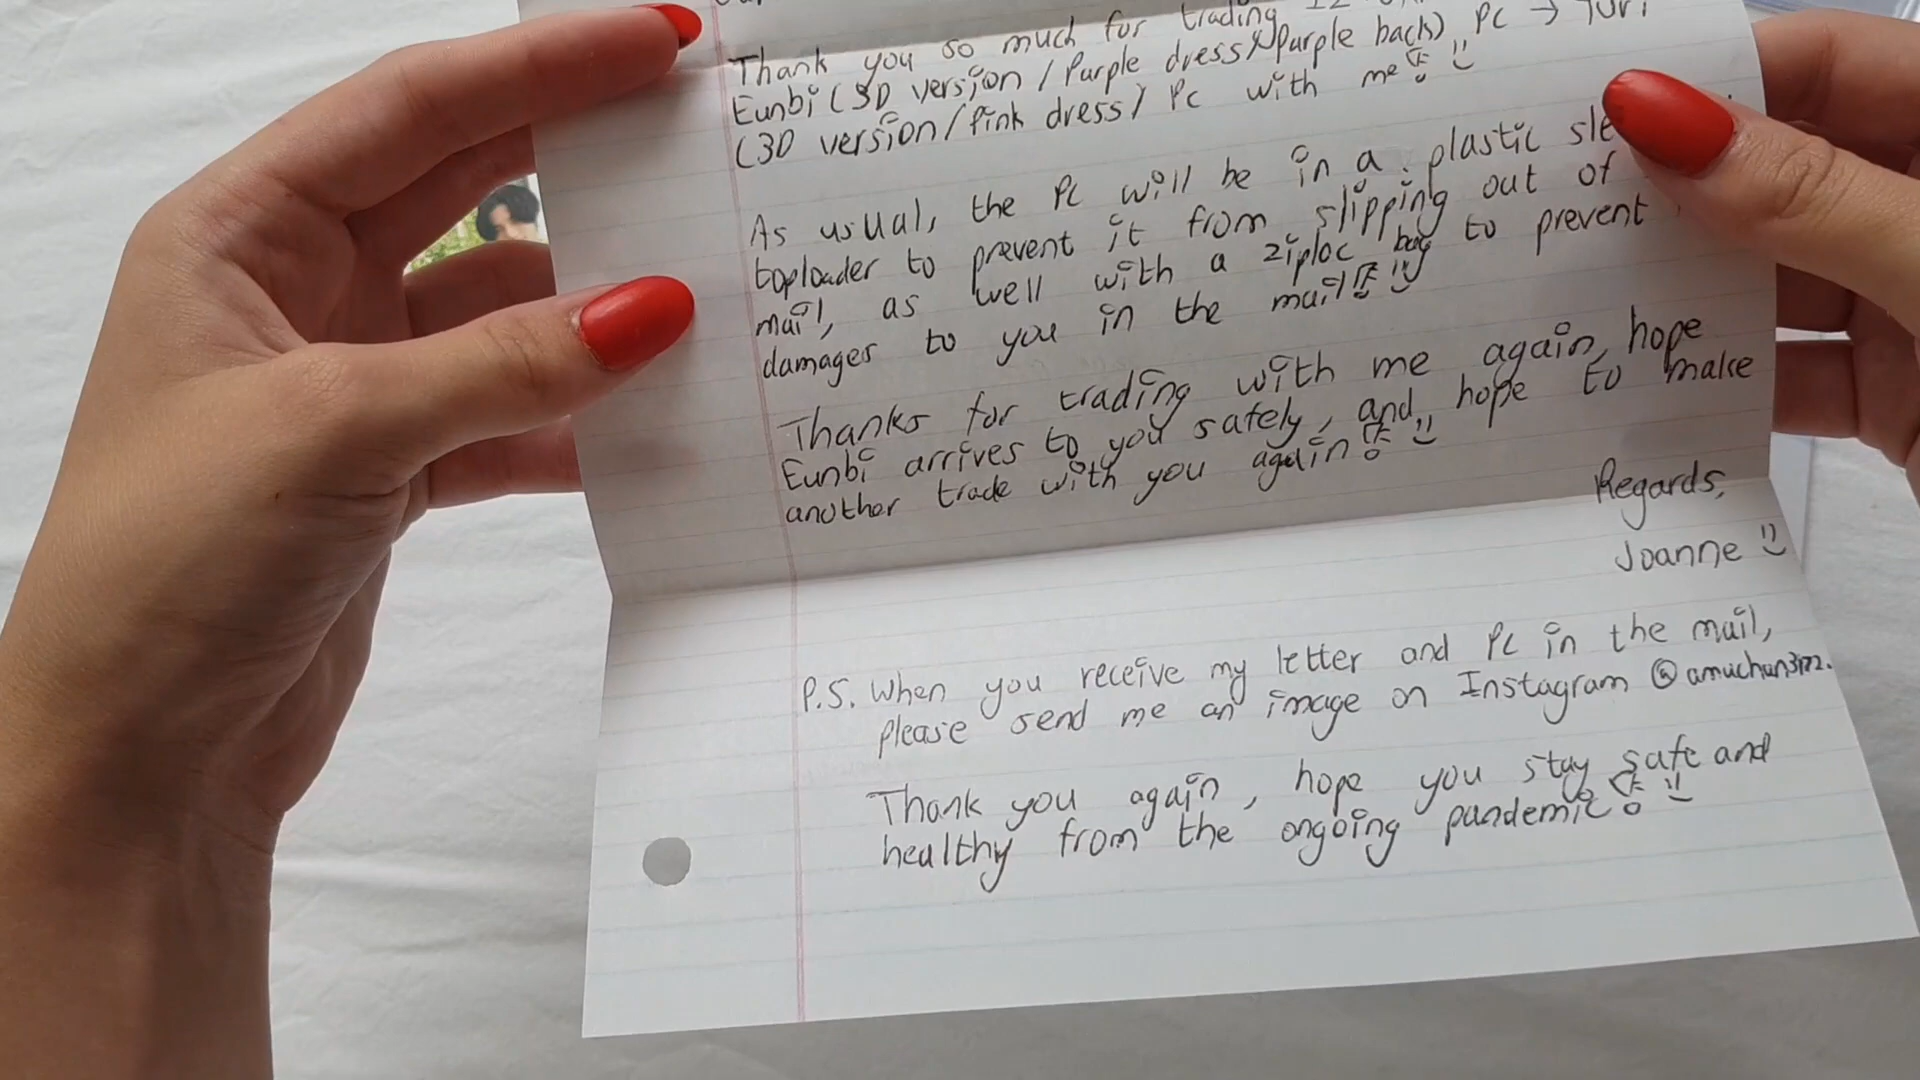 Thank you so much for trading
Eunbi (3D version / Purple dress / Purple back) PC → Yuri
(3D version / Pink dress) PC with me! :)
As usual, the PC will be in a plastic
toploader to prevent it from slipping out of
mail, as well with a ziploc bag to prevent
damages to you in the mail! :)
Thanks for trading with me again, hope
Eunbi arrives to you safely, and hope to make
another trade with you again! :)
Regards,
Joanne :)
P.S. When you receive my letter and PC in the mail,
please send me an image on Instagram @amuchan3172.
Thank you again, hope you stay safe and
healthy from the ongoing pandemic! :)